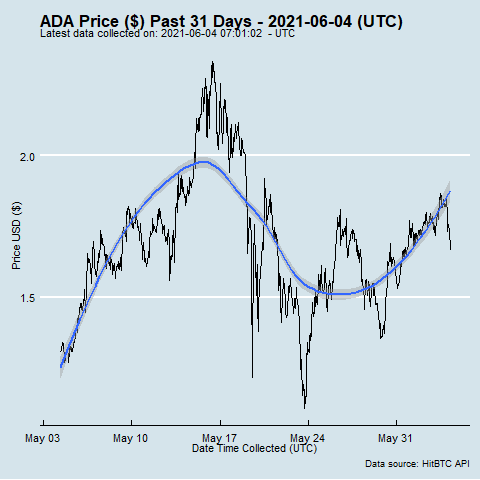 ADA Price ($) Past 31 Days - 2021-06-04 (UTC)
Latest data collected on: 2021-06-04 07:01:02 - UTC
2.0
1.5
Price USD ($)
May 03 May 10 May 17 May 24 May 31
Date Time Collected (UTC)
Data source: HitBTC API